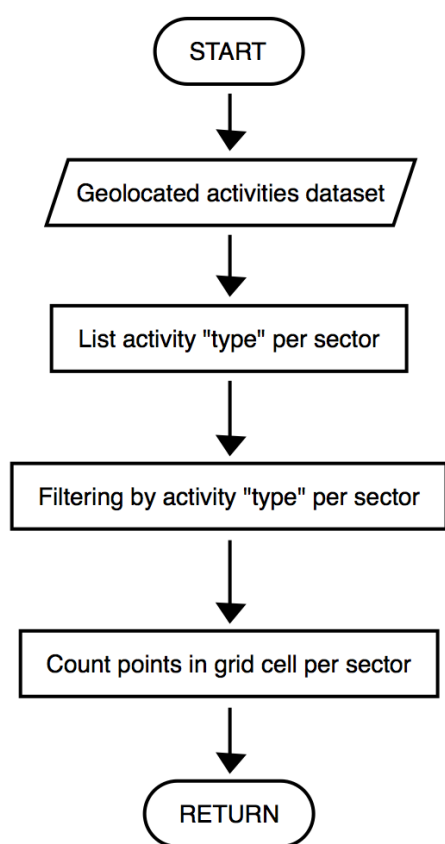 START
Geolocated activities dataset
List activity "type" per sector
Filtering by activity "type" per sector
Count points in grid cell per sector
RETURN